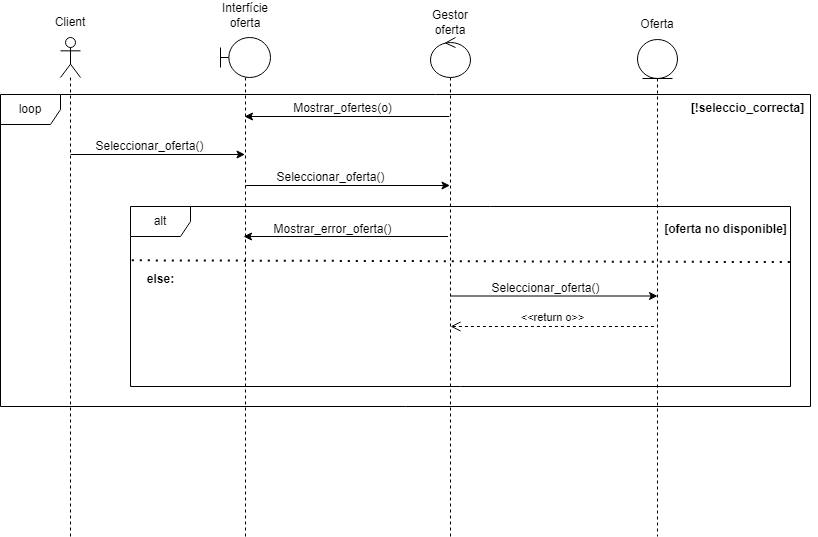 Client
Interfície
oferta
Gestor
oferta
Oferta
loop
Mostrar_ofertes(o)
[!seleccio_correcta]
Seleccionar_oferta()
Seleccionar_oferta()
alt
Mostrar_error_oferta()
[oferta no disponible]
else:
Seleccionar_oferta()
<<return o>>